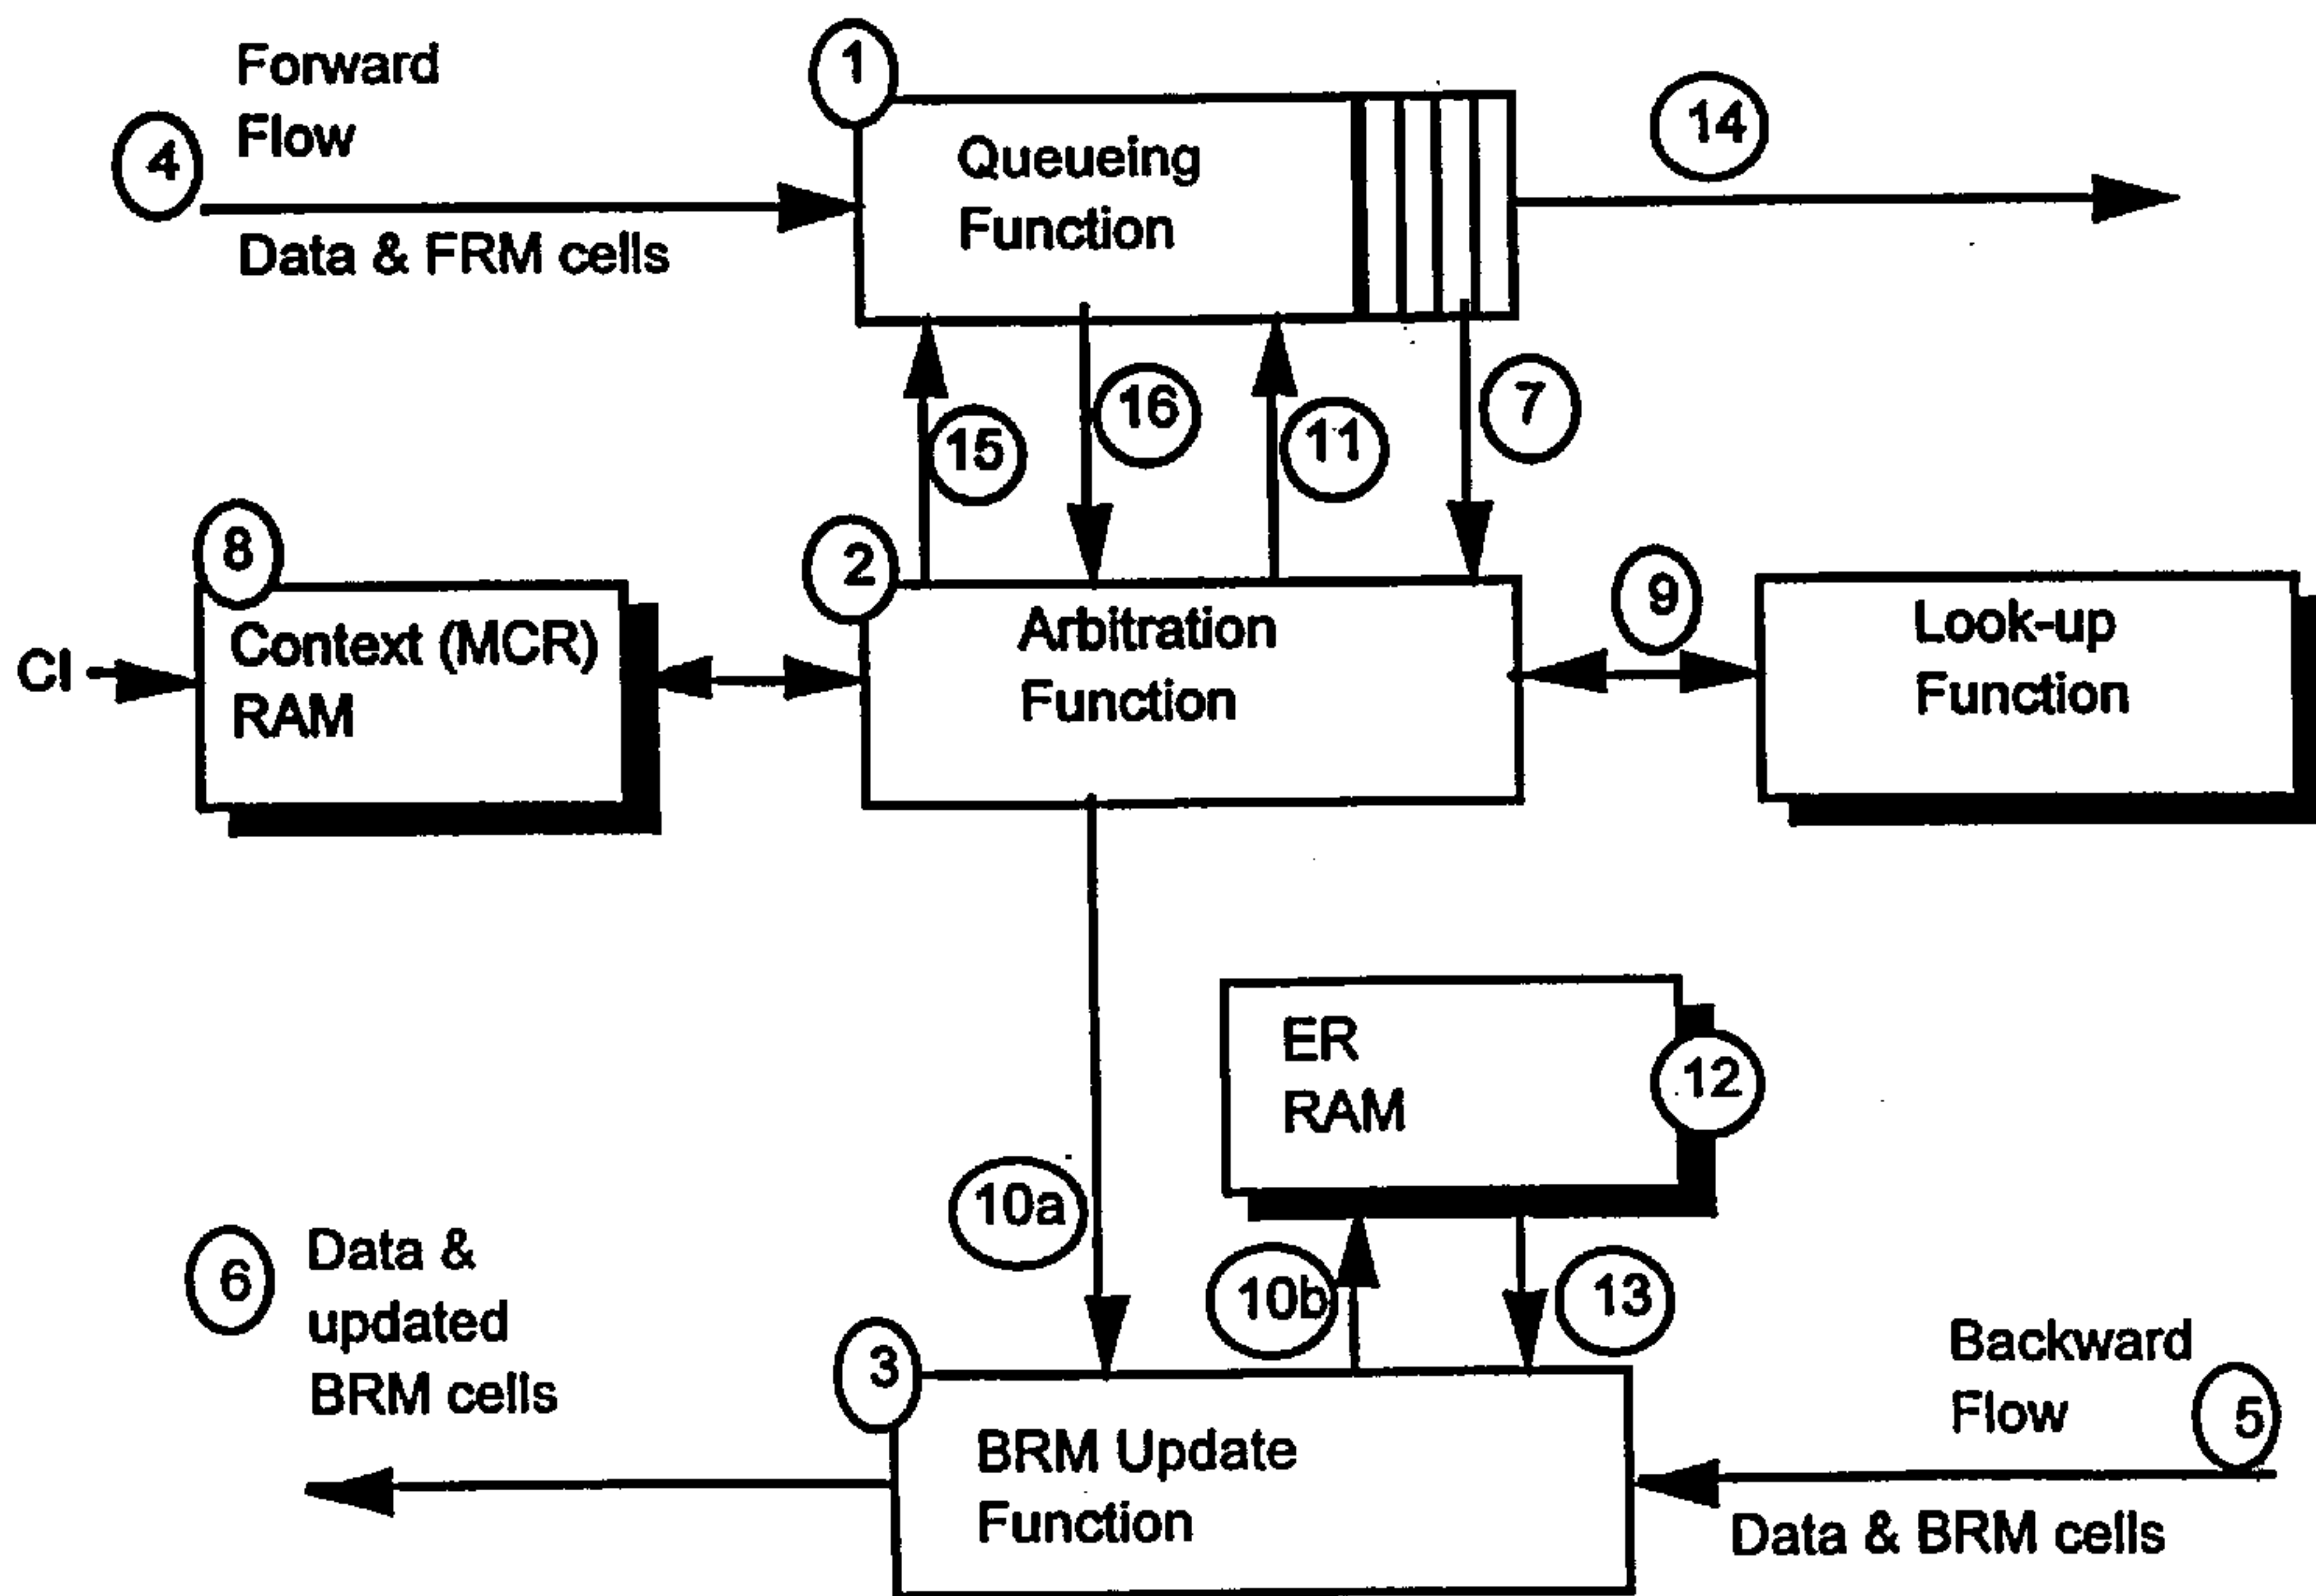 1
Forward
Flow
4
Data & FRM cells
Queueing
Function
14
15
16
11
7
8
Context (MCR)
RAM
CI
2
Arbitration
Function
9
Look-up
Function
ER
RAM
12
10a
10b
13
6
Data &
updated
BRM cells
3
BRM Update
Function
Backward
Flow
5
Data & BRM cells